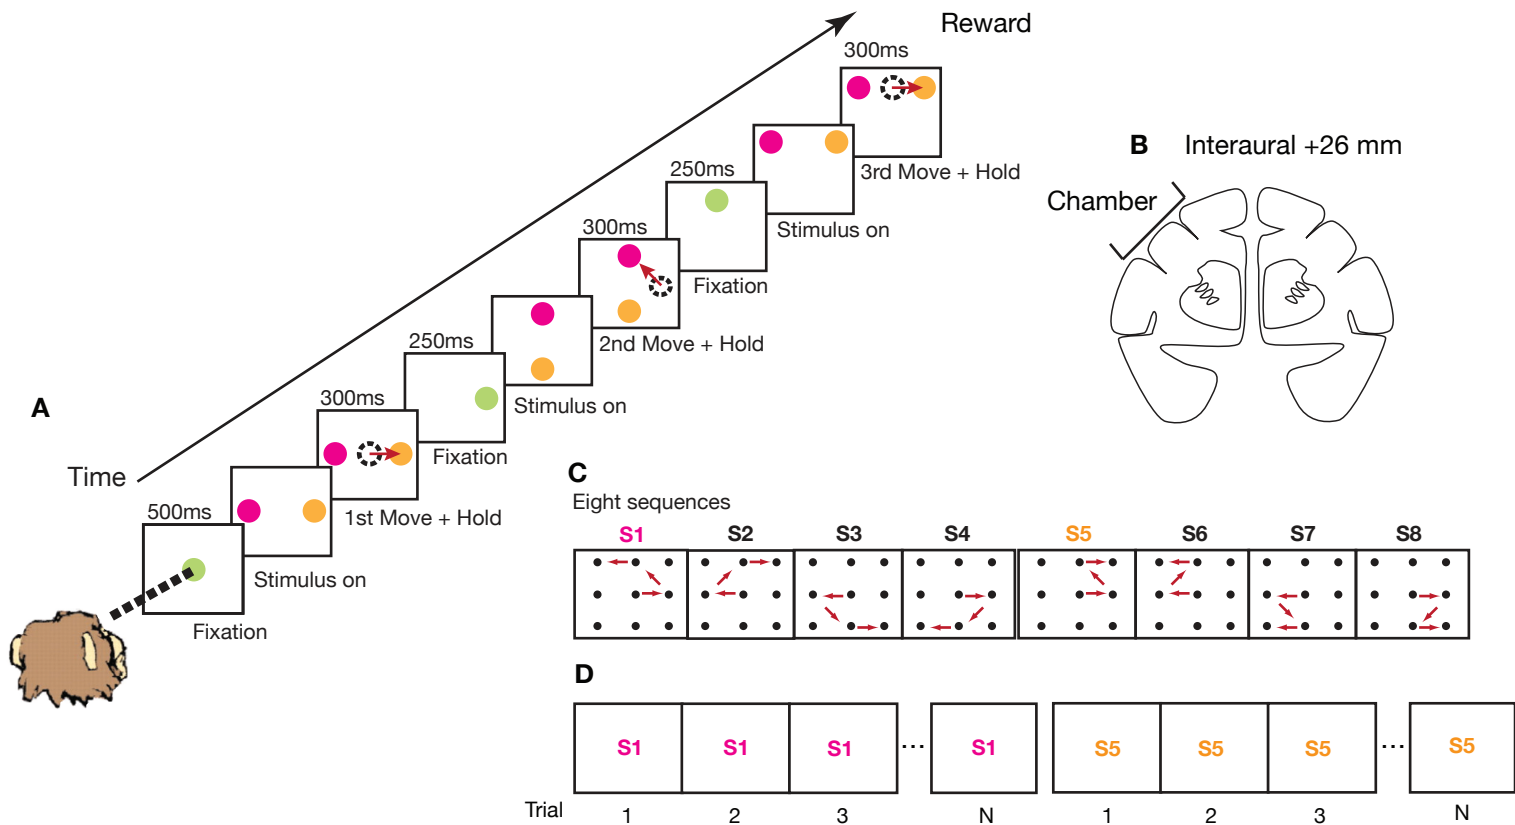 A
Time
Reward
500ms
Fixation
Stimulus on
300ms
1st Move + Hold
250ms
Fixation
Stimulus on
300ms
2nd Move + Hold
250ms
Fixation
Stimulus on
300ms
3rd Move + Hold
B Interaural +26 mm
Chamber
C
Eight sequences
S1 S2 S3 S4 S5 S6 S7 S8
D
S1 S1 S1 ... S1 S5 S5 S5 ... S5
Trial 1 2 3 N 1 2 3 N